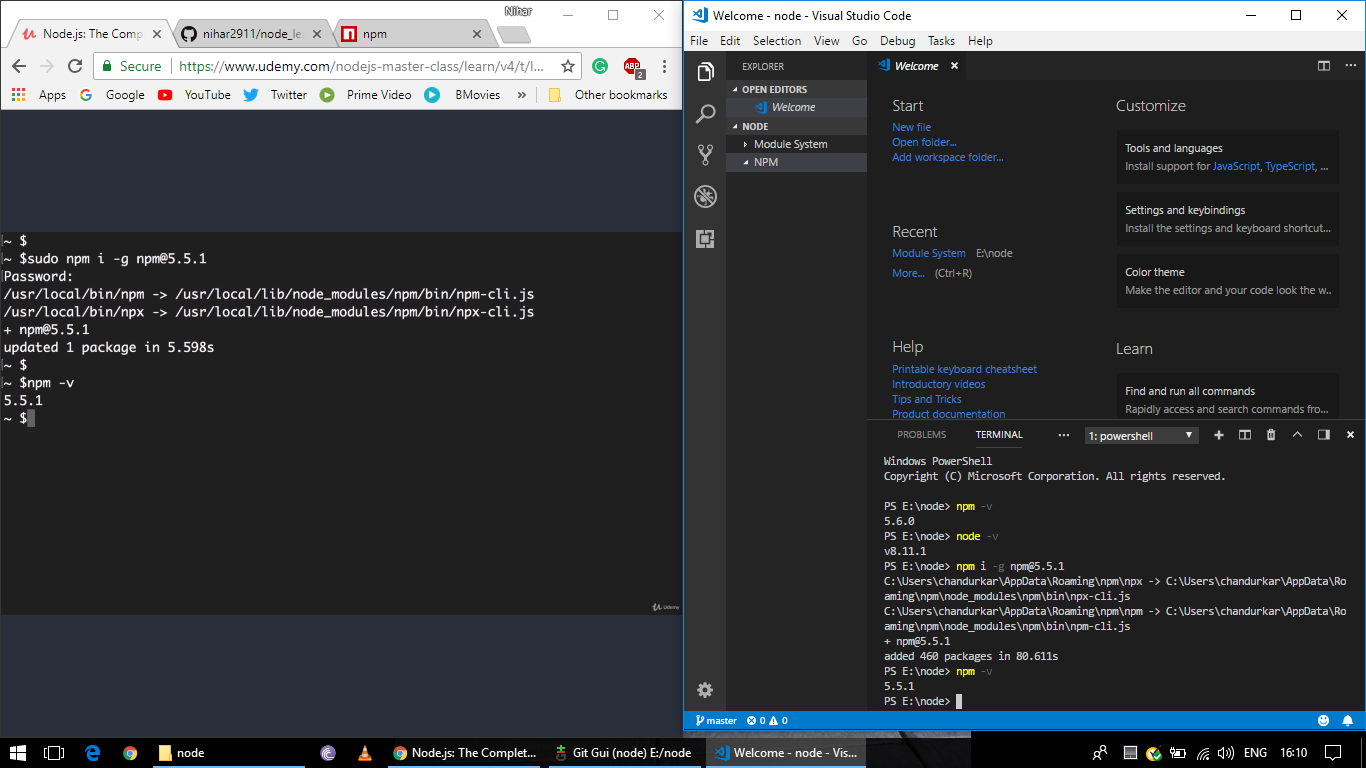 Nihar
Node.js: The Comp
nihar2911/node_le
npm
Secure
https://www.udemy.com/nodejs-master-class/learn/v4/t/l...
ABP
2
Apps
Google
YouTube
Twitter
Prime Video
BMovies
»
Other bookmarks
~ $
~ $sudo npm i -g npm@5.5.1
Password:
/usr/local/bin/npm -> /usr/local/lib/node_modules/npm/bin/npm-cli.js
/usr/local/bin/npx -> /usr/local/lib/node_modules/npm/bin/npx-cli.js
+ npm@5.5.1
updated 1 package in 5.598s
~ $
~ $npm -v
5.5.1
~ $
Udemy
Welcome - node - Visual Studio Code
File Edit Selection View Go Debug Tasks Help
EXPLORER
OPEN EDITORS
Welcome
NODE
Module System
NPM
Welcome
Start
New file
Open folder...
Add workspace folder...
Recent
Module System E:\node
More... (Ctrl+R)
Help
Printable keyboard cheatsheet
Introductory videos
Tips and Tricks
Product documentation
Customize
Tools and languages
Install support for JavaScript, TypeScript, ...
Settings and keybindings
Install the settings and keyboard shortcut...
Color theme
Make the editor and your code look the w...
Learn
Find and run all commands
Rapidly access and search commands fro...
PROBLEMS TERMINAL ... 1: powershell
Windows PowerShell
Copyright (C) Microsoft Corporation. All rights reserved.
PS E:\node> npm -v
5.6.0
PS E:\node> node -v
v8.11.1
PS E:\node> npm i -g npm@5.5.1
C:\Users\chandurkar\AppData\Roaming\npm\npx -> C:\Users\chandurkar\AppData\Ro
aming\npm\node_modules\npm\bin\npx-cli.js
C:\Users\chandurkar\AppData\Roaming\npm\npm -> C:\Users\chandurkar\AppData\Ro
aming\npm\node_modules\npm\bin\npm-cli.js
+ npm@5.5.1
added 460 packages in 80.611s
PS E:\node> npm -v
5.5.1
PS E:\node>
master 0 0
node
Node.js: The Complet...
Git Gui (node) E:/node
Welcome - node - Vis...
ENG
16:10